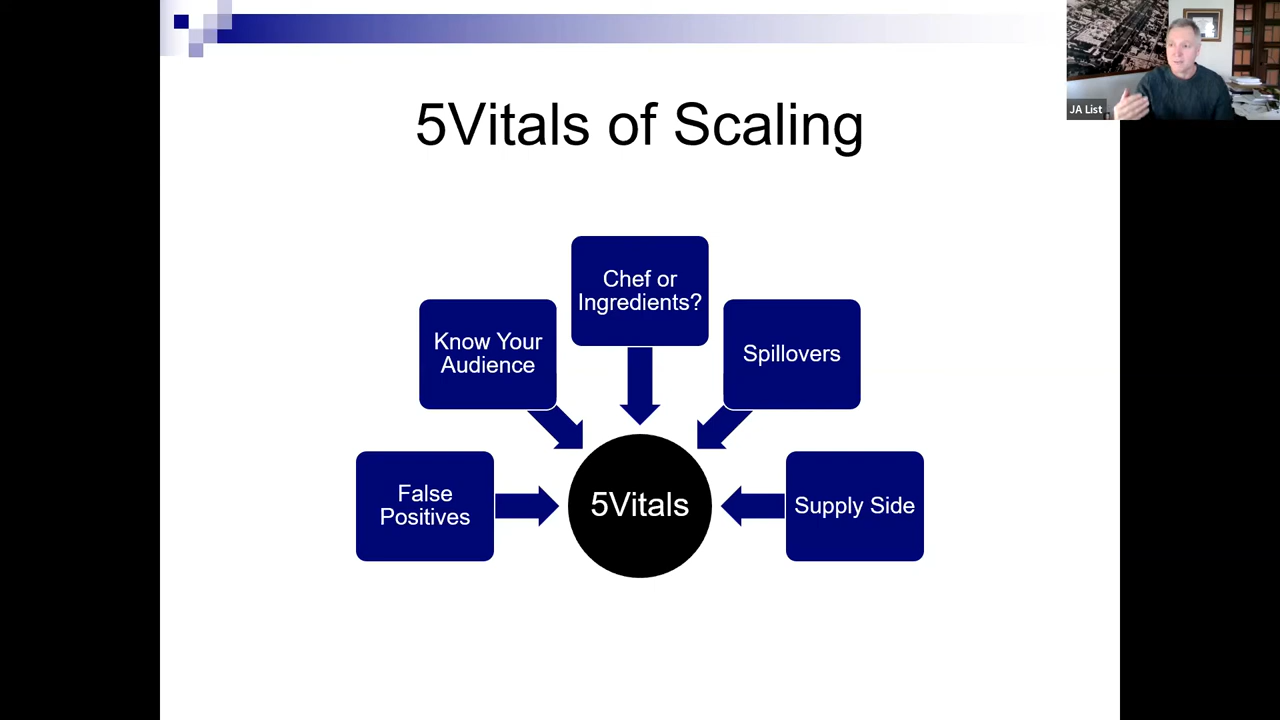 JA List
5Vitals of Scaling
Chef or
Ingredients?
Know Your
Audience
Spillovers
False
Positives
5Vitals
Supply Side